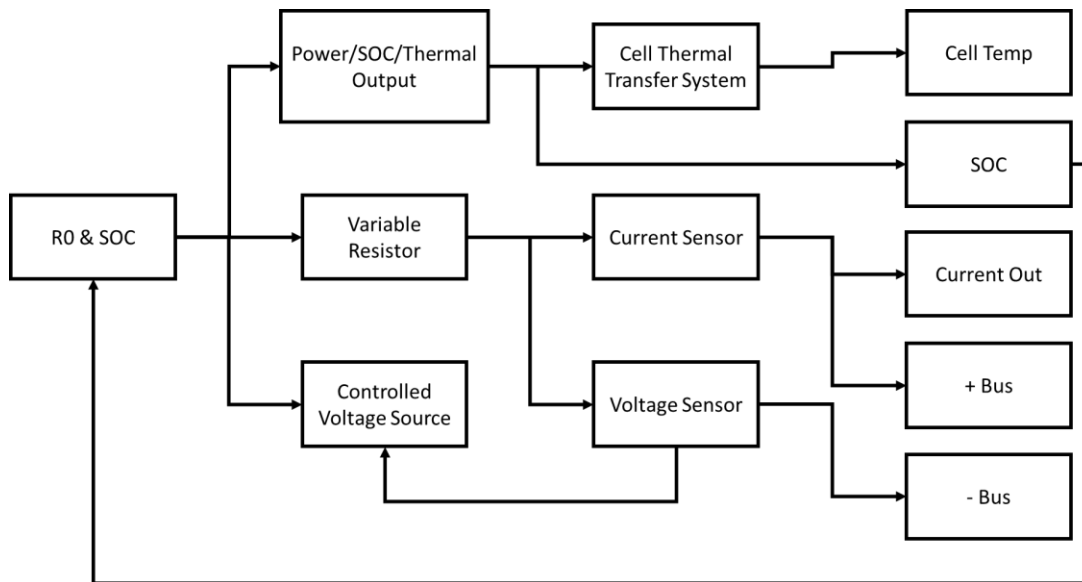 Power/SOC/Thermal
Output
Cell Thermal
Transfer System
Cell Temp
SOC
R0 & SOC
Variable
Resistor
Current Sensor
Current Out
Controlled
Voltage Source
Voltage Sensor
+ Bus
- Bus